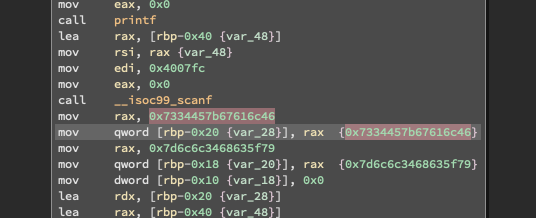 mov eax, 0x0
call printf
lea rax, [rbp-0x40 {var_48}]
mov rsi, rax {var_48}
mov edi, 0x4007fc
mov eax, 0x0
call __isoc99_scanf
mov rax, 0x7334457b67616c46
mov qword [rbp-0x20 {var_28}], rax {0x7334457b67616c46}
mov rax, 0x7d6c6c3468635f79
mov qword [rbp-0x18 {var_20}], rax {0x7d6c6c3468635f79}
mov dword [rbp-0x10 {var_18}], 0x0
lea rdx, [rbp-0x20 {var_28}]
lea rax, [rbp-0x40 {var_48}]